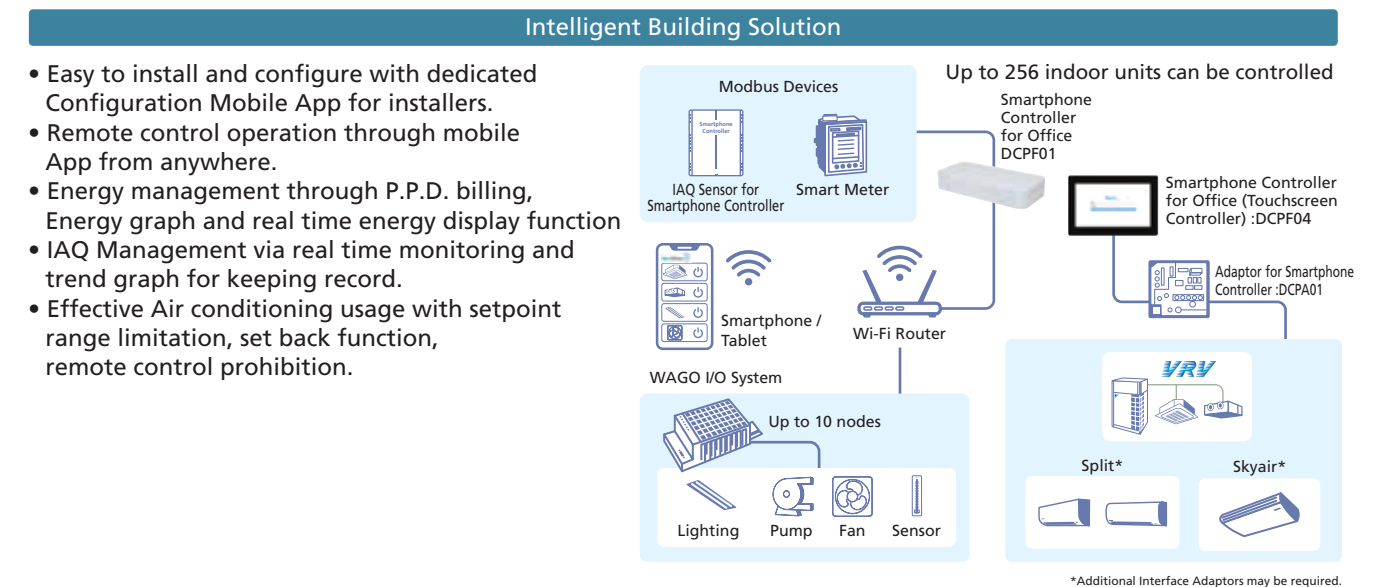 Intelligent Building Solution
• Easy to install and configure with dedicated
Configuration Mobile App for installers.
• Remote control operation through mobile
App from anywhere.
• Energy management through P.P.D. billing,
Energy graph and real time energy display function
• IAQ Management via real time monitoring and
trend graph for keeping record.
• Effective Air conditioning usage with setpoint
range limitation, set back function,
remote control prohibition.
Up to 256 indoor units can be controlled
Modbus Devices
Smartphone
Controller
IAQ Sensor for
Smartphone Controller
Smart Meter
Smartphone
Controller
for Office
DCPF01
Smartphone Controller
for Office (Touchscreen
Controller) :DCPF04
Adaptor for Smartphone
Controller :DCPA01
Smartphone /
Tablet
Wi-Fi Router
WAGO I/O System
Up to 10 nodes
Lighting
Pump
Fan
Sensor
VRV
Split*
Skyair*
*Additional Interface Adaptors may be required.